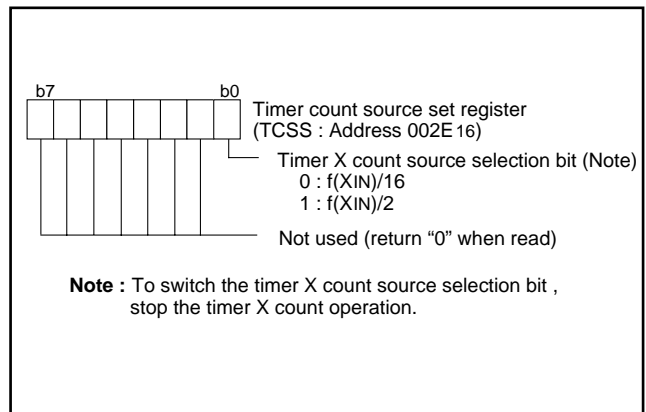 b7 b0
Timer count source set register
(TCSS : Address 002E16)
Timer X count source selection bit (Note)
0 : f(XIN)/16
1 : f(XIN)/2
Not used (return “0” when read)
Note : To switch the timer X count source selection bit ,
stop the timer X count operation.